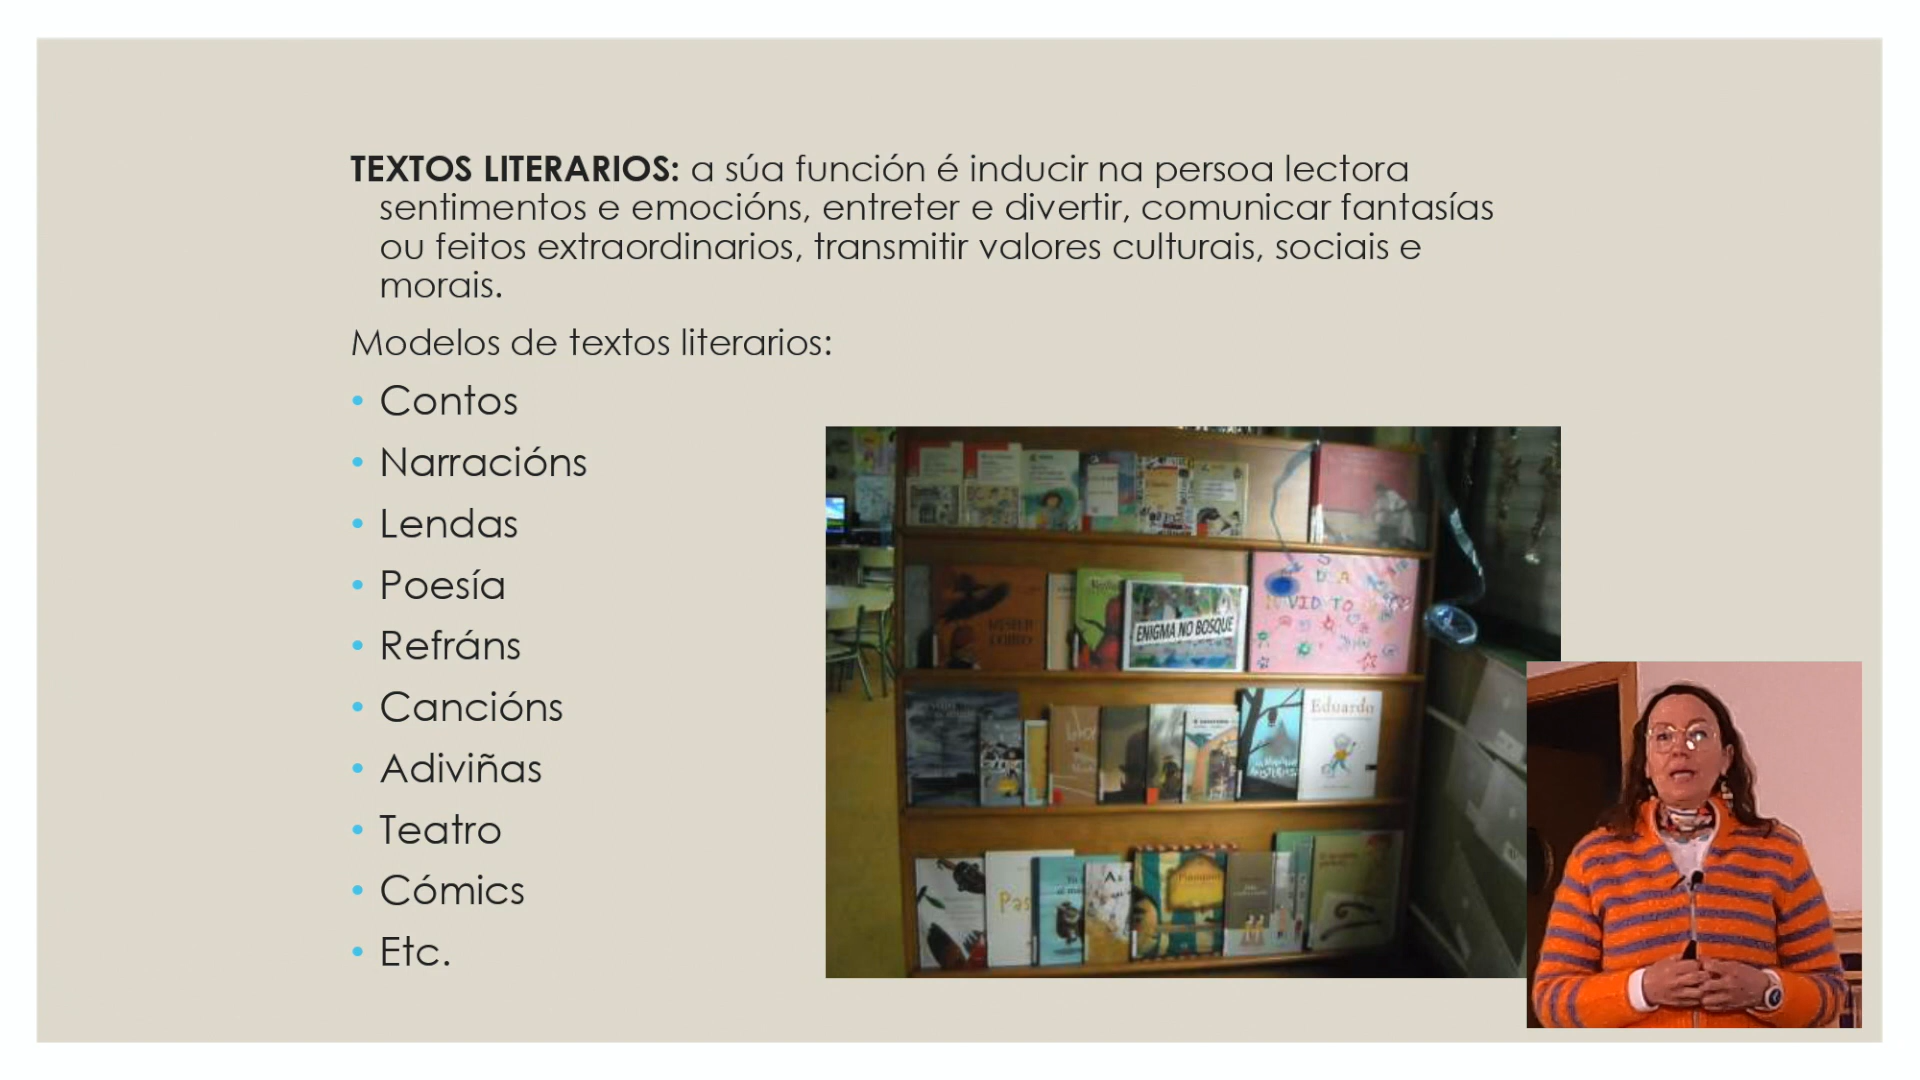 TEXTOS LITERARIOS: a súa función é inducir na persoa lectora
sentimentos e emocións, entreter e divertir, comunicar fantasías
ou feitos extraordinarios, transmitir valores culturais, sociais e
morais.
Modelos de textos literarios:
• Contos
• Narracións
• Lendas
• Poesía
• Refráns
• Cancións
• Adiviñas
• Teatro
• Cómics
• Etc.
ENIGMA NO BOSQUE
Eduardo